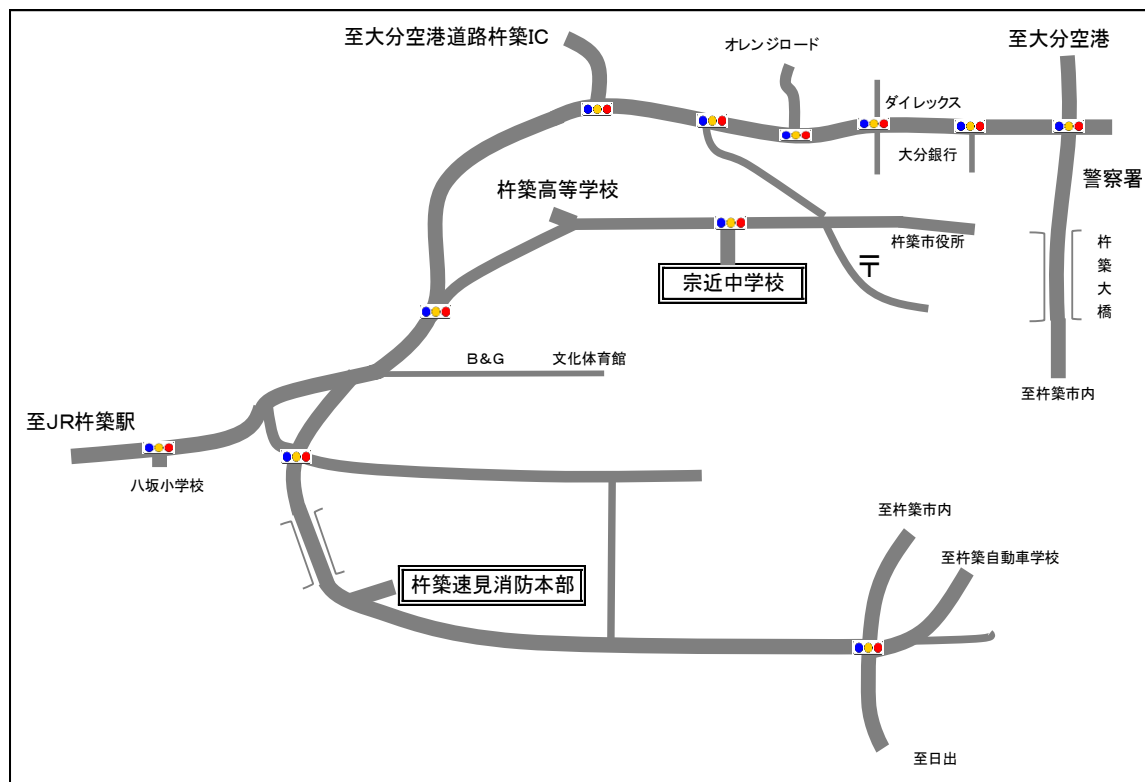 至大分空港道路杵築IC
オレンジロード
至大分空港
ダイレックス
大分銀行
警察署
杵築高等学校
杵築市役所
〒
宗近中学校
杵築大橋
B&G
文化体育館
至杵築市内
至JR杵築駅
八坂小学校
至杵築市内
至杵築自動車学校
杵築速見消防本部
至日出